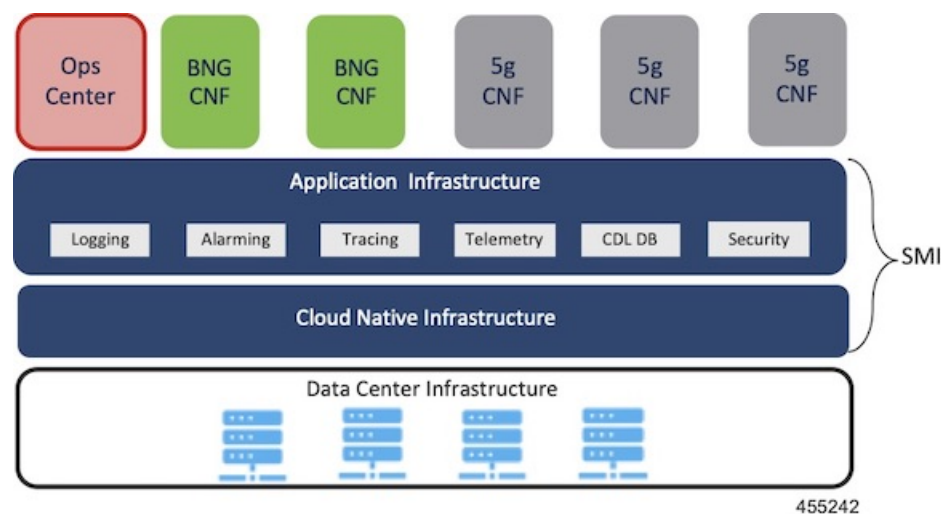 Ops
Center
BNG
CNF
BNG
CNF
5g
CNF
5g
CNF
5g
CNF
Application Infrastructure
Logging
Alarming
Tracing
Telemetry
CDL DB
Security
SMI
Cloud Native Infrastructure
Data Center Infrastructure
455242